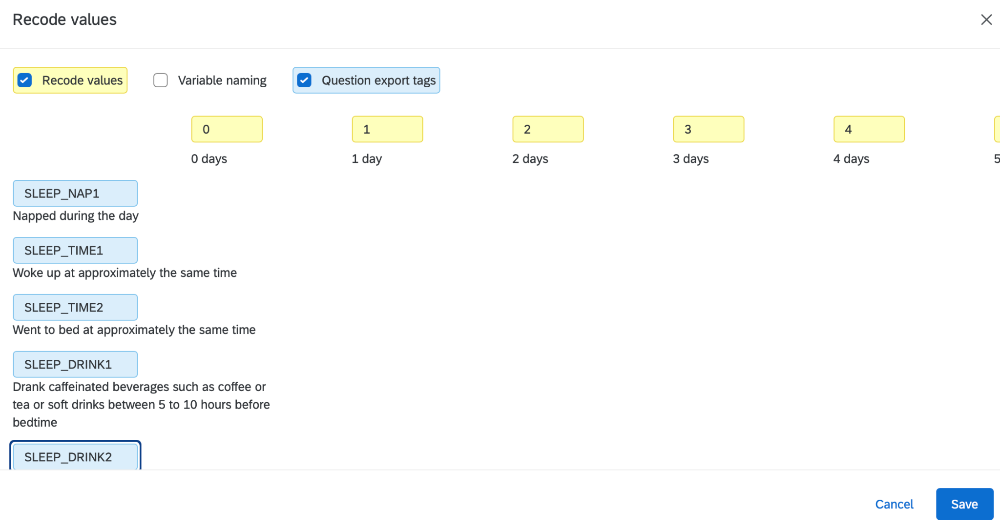 Recode values
Recode values
Variable naming
Question export tags
0
1
2
3
4
0 days
1 day
2 days
3 days
4 days
5
SLEEP_NAP1
Napped during the day
SLEEP_TIME1
Woke up at approximately the same time
SLEEP_TIME2
Went to bed at approximately the same time
SLEEP_DRINK1
Drank caffeinated beverages such as coffee or
tea or soft drinks between 5 to 10 hours before
bedtime
SLEEP_DRINK2
Cancel
Save